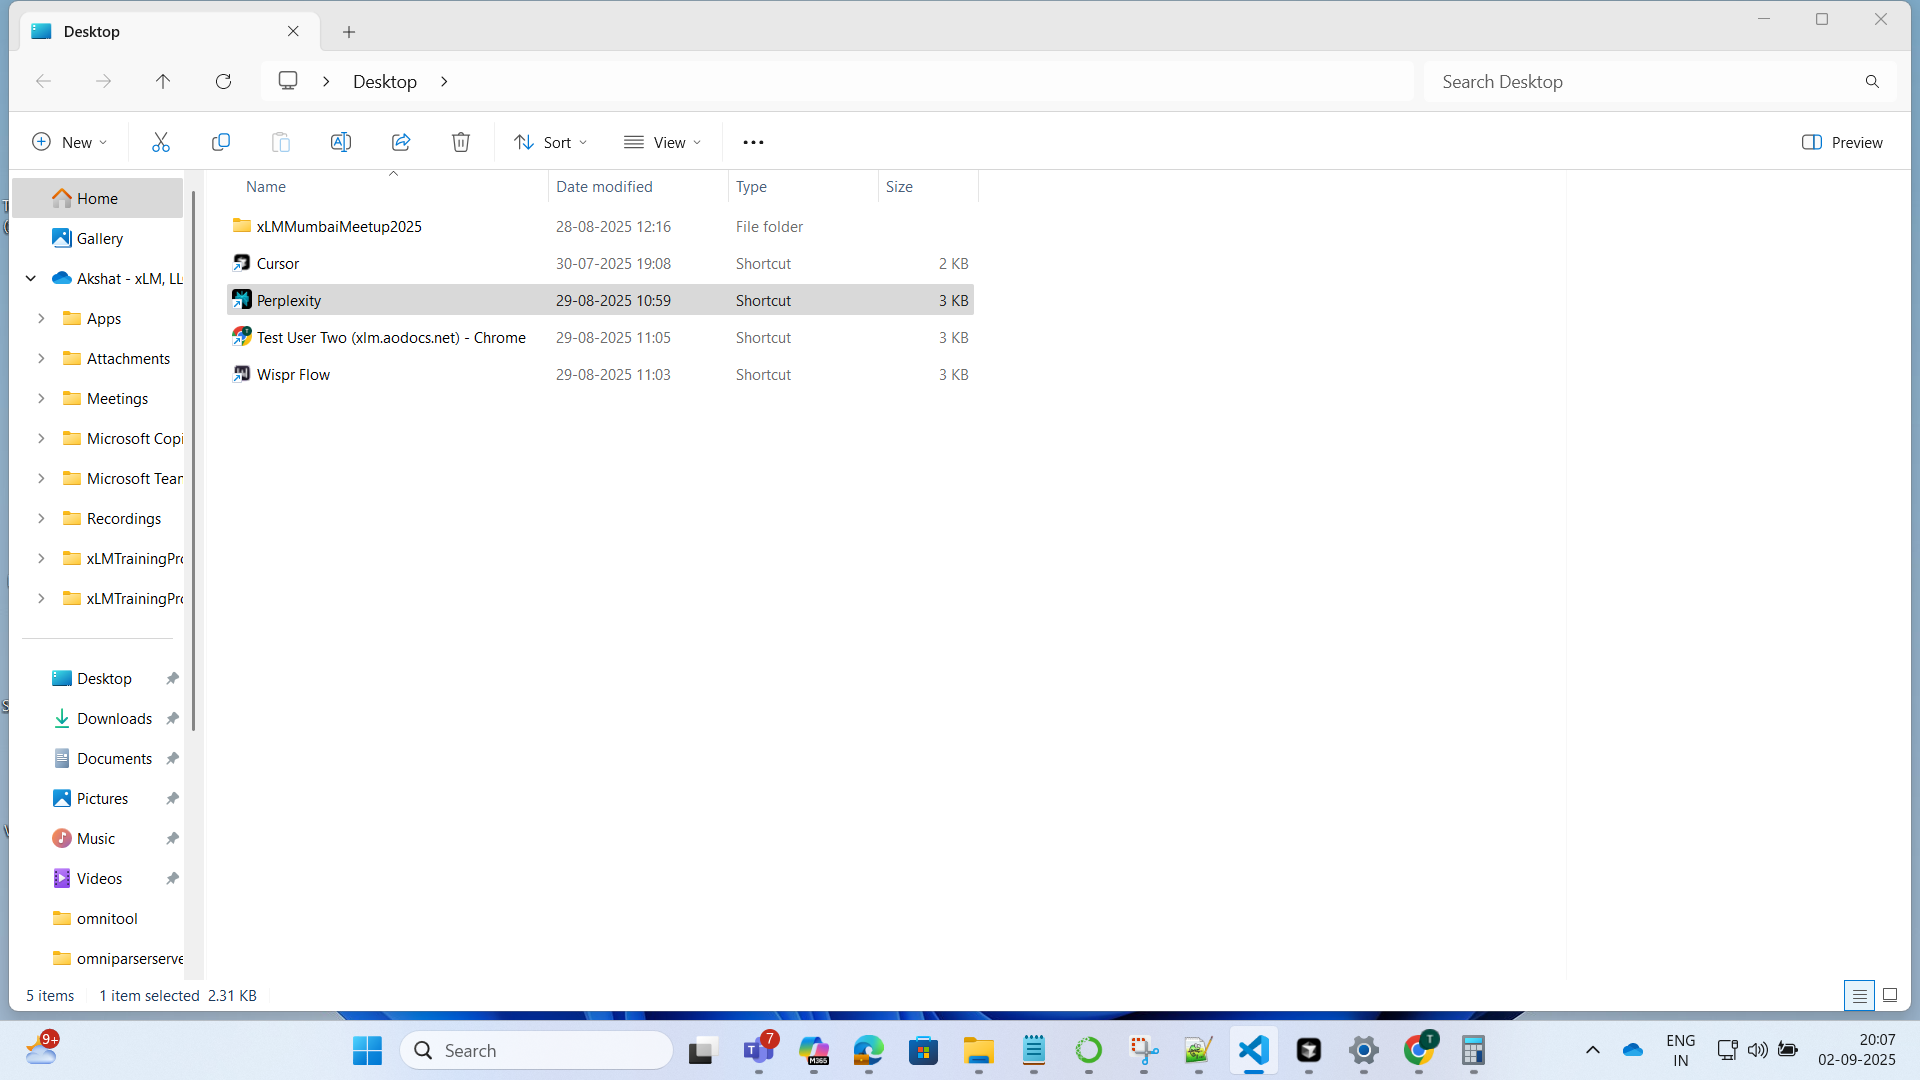 Desktop
Desktop
Search Desktop
New
Sort
View
Preview
Name
Date modified
Type
Size
xLMMumbaiMeetup2025 28-08-2025 12:16 File folder
Cursor 30-07-2025 19:08 Shortcut 2 KB
Perplexity 29-08-2025 10:59 Shortcut 3 KB
Test User Two (xlm.aodocs.net) - Chrome 29-08-2025 11:05 Shortcut 3 KB
Wispr Flow 29-08-2025 11:03 Shortcut 3 KB
Home
Gallery
Akshat - xLM, LL
Apps
Attachments
Meetings
Microsoft Copi
Microsoft Tear
Recordings
xLMTrainingPro
xLMTrainingPro
Desktop
Downloads
Documents
Pictures
Music
Videos
omnitool
omniparserserve
5 items 1 item selected 2.31 KB
9+
Search
7
M365
T
ENG
IN
20:07
02-09-2025